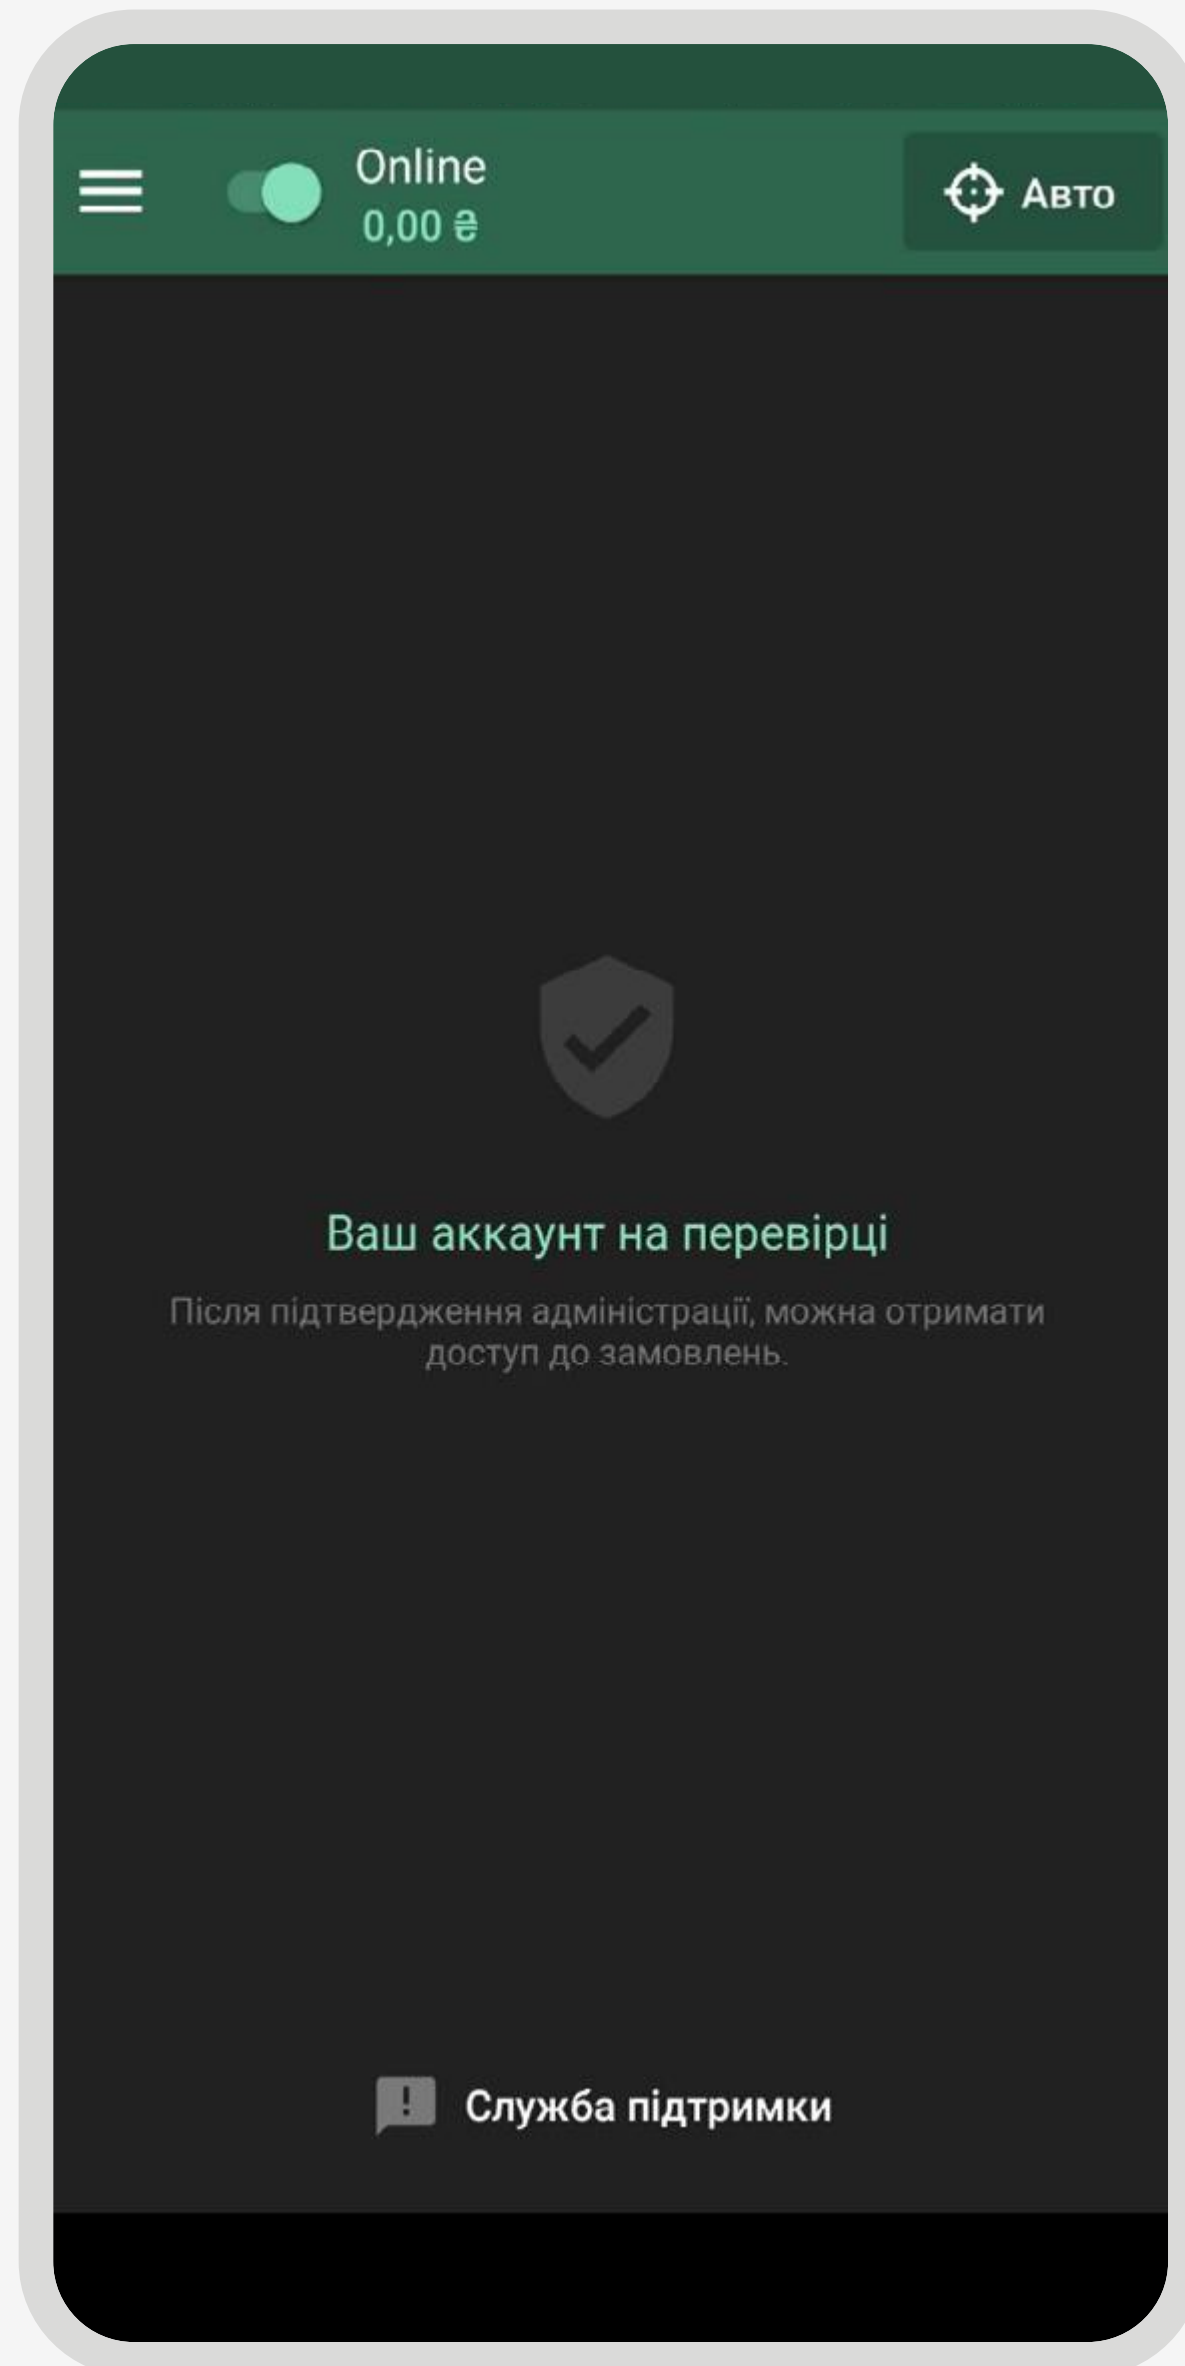 Online
0,00 ₴
Авто
Ваш аккаунт на перевірці
Після підтвердження адміністрації, можна отримати
доступ до замовлень.
Служба підтримки